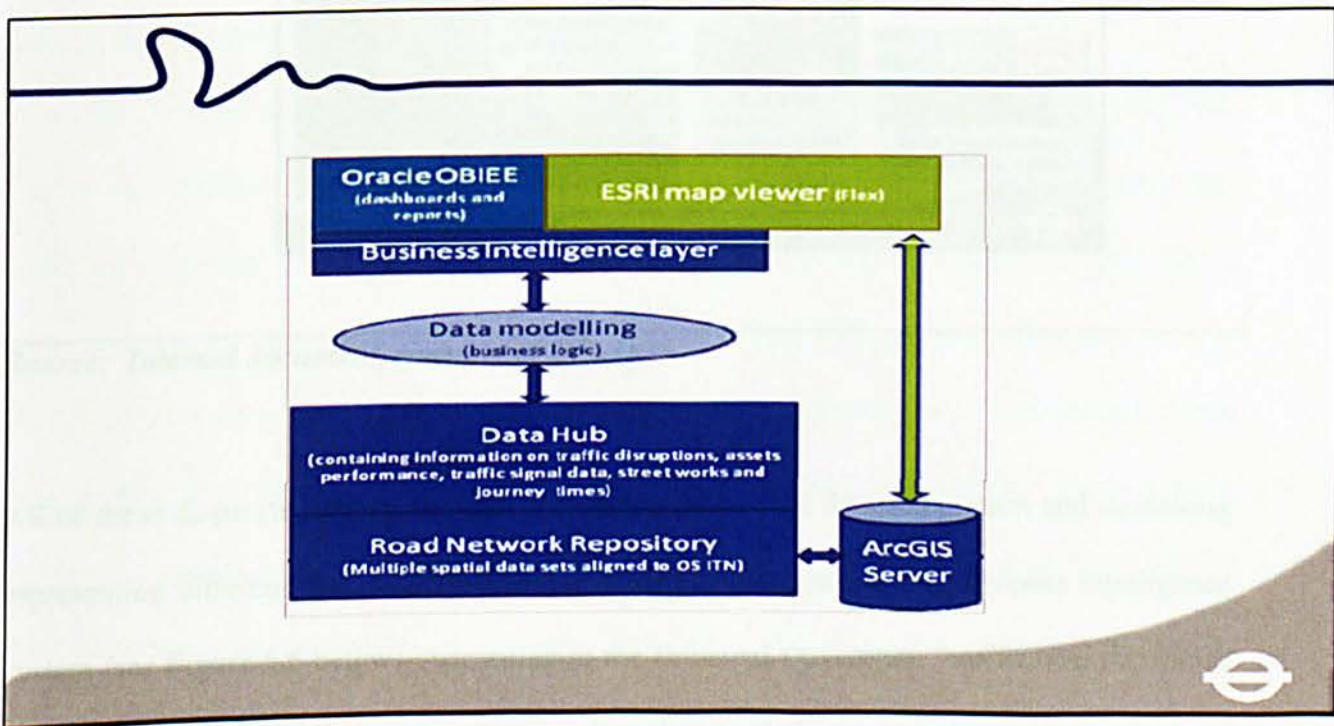 Oracle OBIEE
(dashboards and
reports)
ESRI map viewer (Flex)
Business Intelligence layer
Data modelling
(business logic)
Data Hub
(containing information on traffic disruptions, assets
performance, traffic signal data, street works and
journey times)
Road Network Repository
(Multiple spatial data sets aligned to OS ITN)
ArcGIS
Server